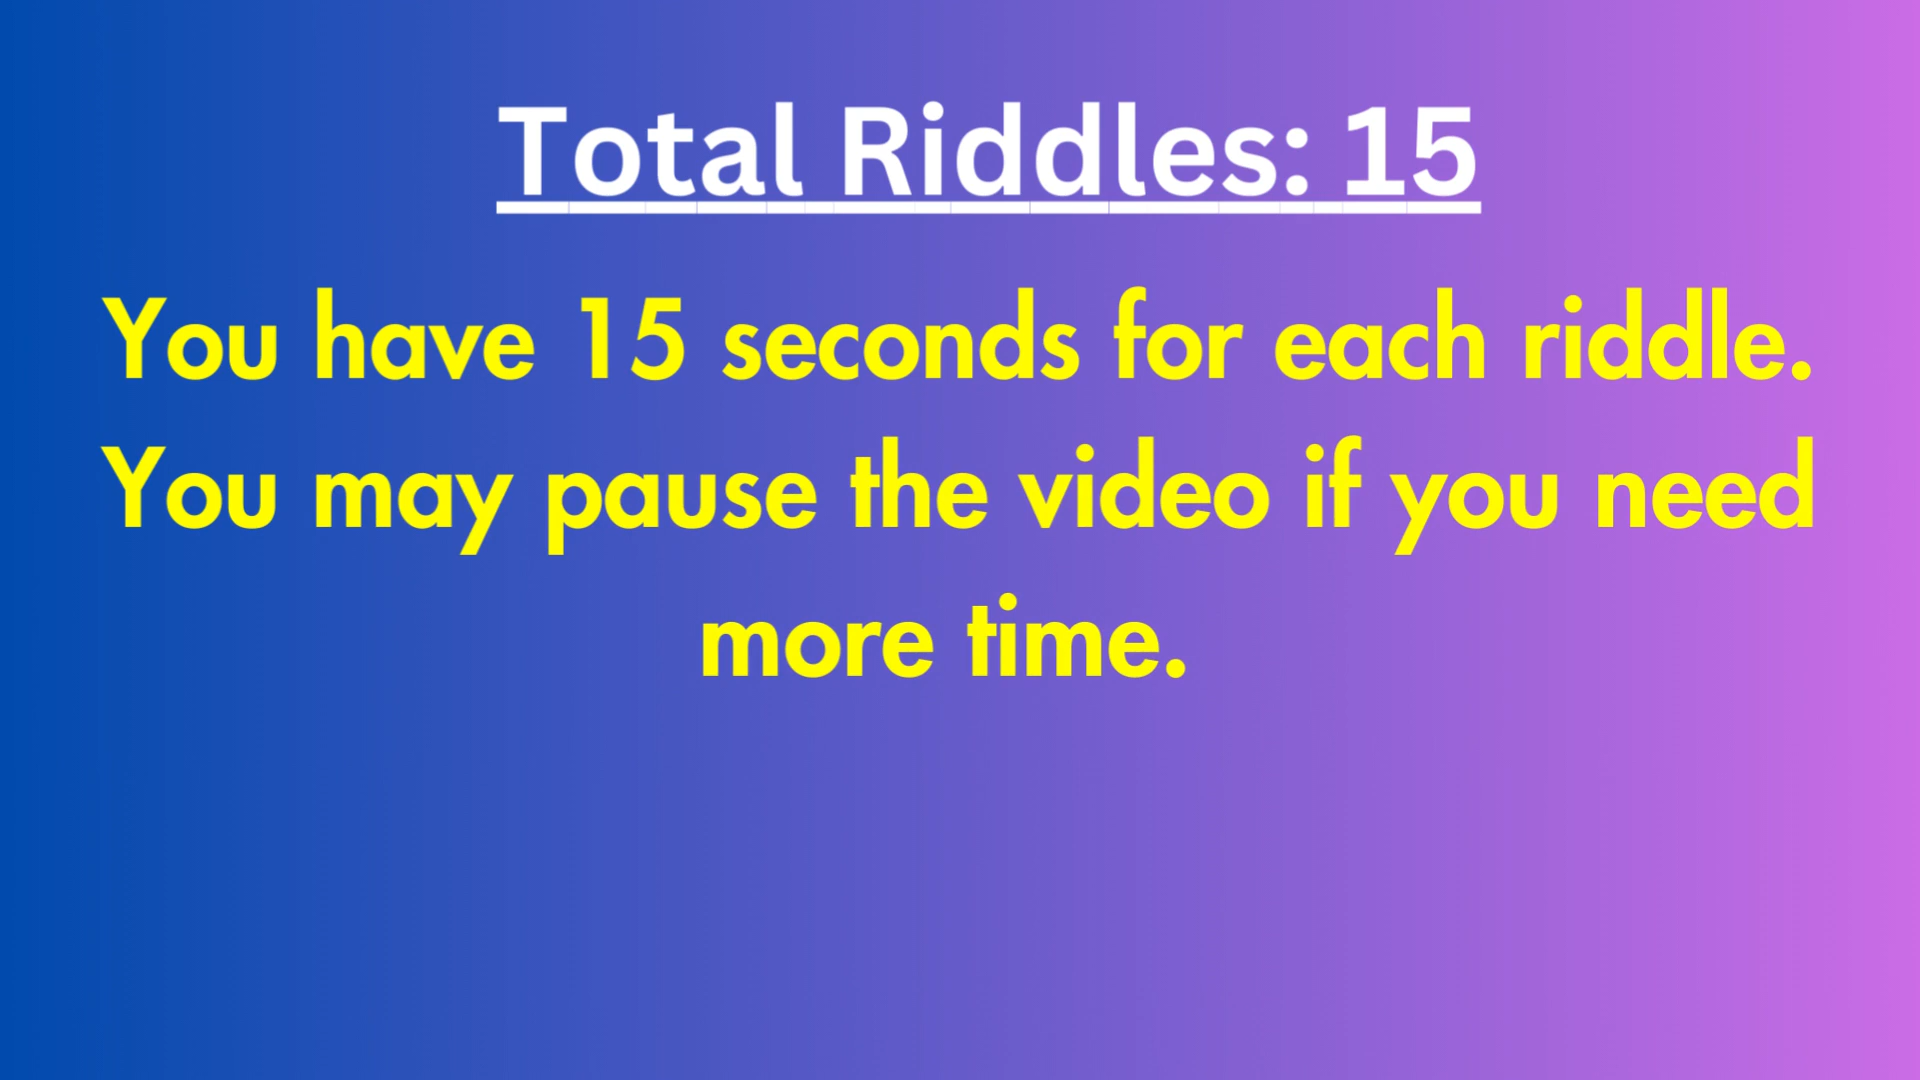 Total Riddles: 15
You have 15 seconds for each riddle.
You may pause the video if you need
more time.